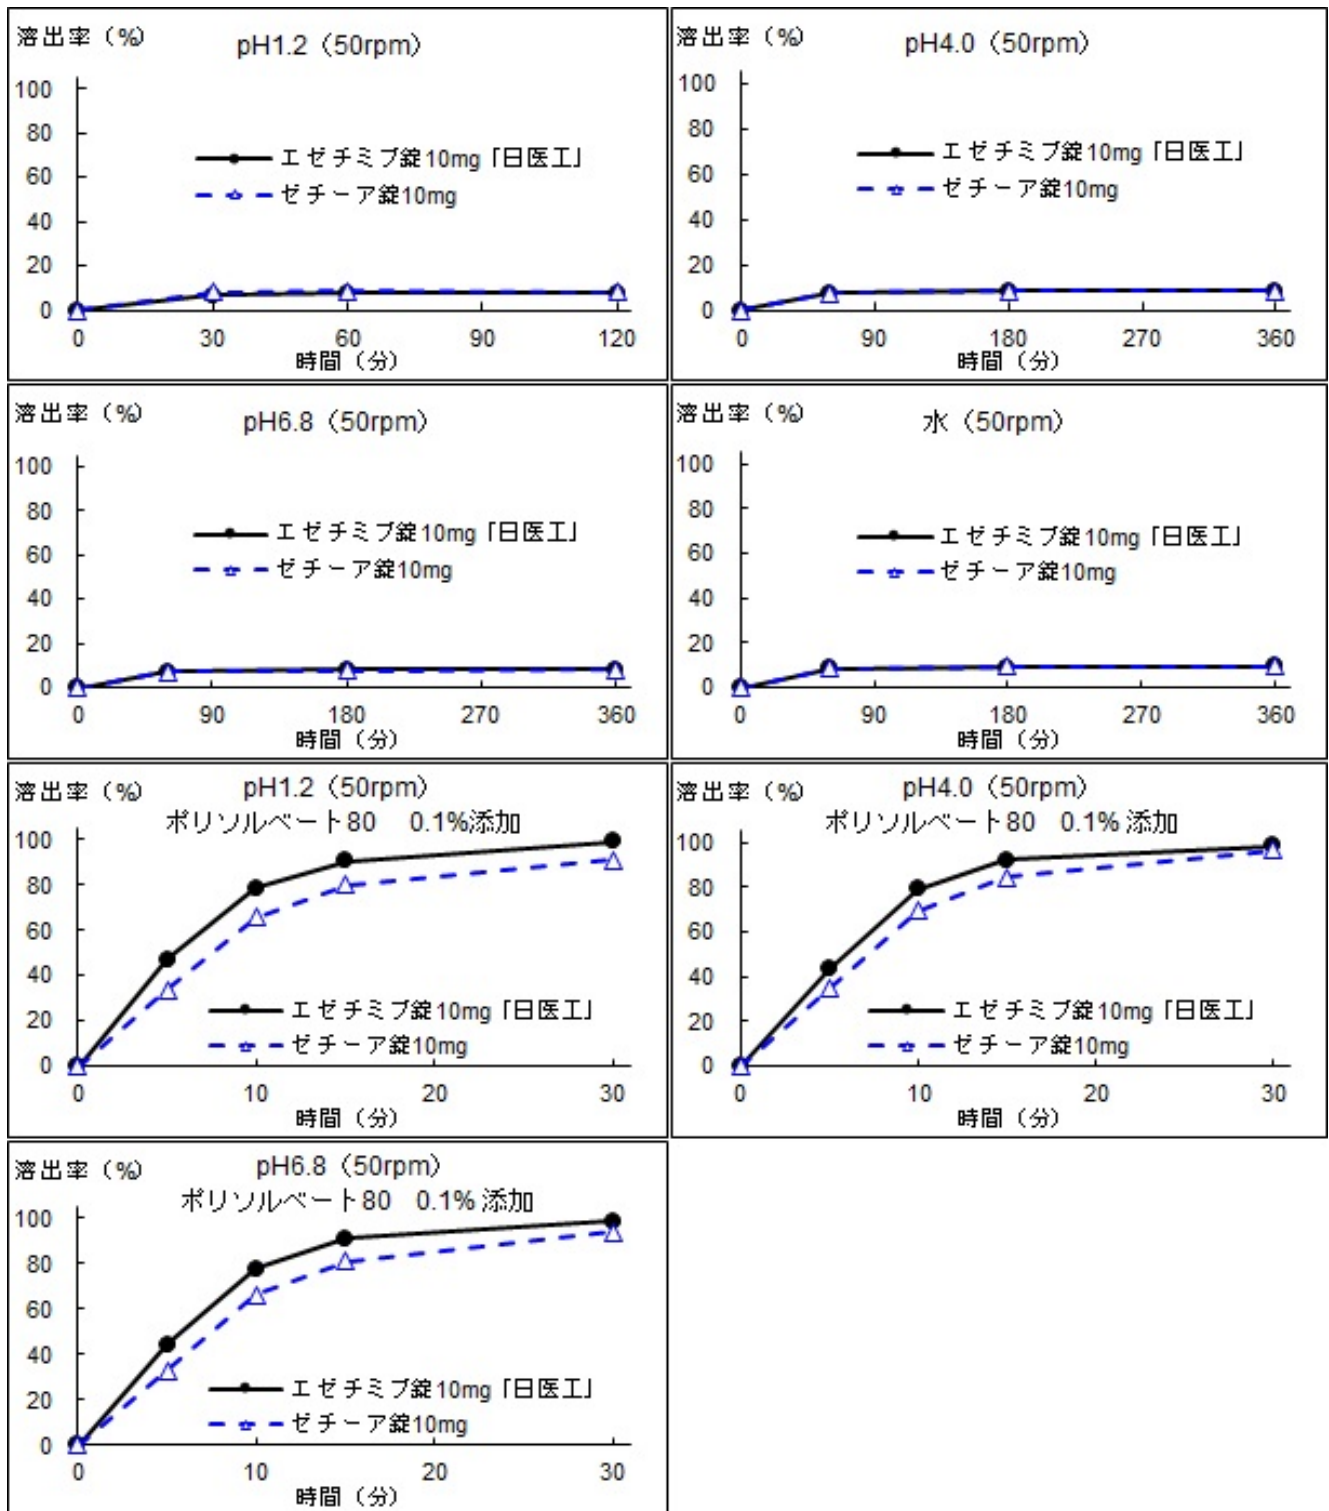 溶出率（%）
pH1.2（50rpm）
100
80
60
40
20
0
エゼチミブ錠10mg「日医工」
ゼチーア錠10mg
0 30 60 90 120
時間（分）
溶出率（%）
pH4.0（50rpm）
100
80
60
40
20
0
エゼチミブ錠10mg「日医工」
ゼチーア錠10mg
0 90 180 270 360
時間（分）
溶出率（%）
pH6.8（50rpm）
100
80
60
40
20
0
エゼチミブ錠10mg「日医工」
ゼチーア錠10mg
0 90 180 270 360
時間（分）
溶出率（%）
水（50rpm）
100
80
60
40
20
0
エゼチミブ錠10mg「日医工」
ゼチーア錠10mg
0 90 180 270 360
時間（分）
溶出率（%）
pH1.2（50rpm）
ポリソルベート80　0.1%添加
100
80
60
40
20
0
エゼチミブ錠10mg「日医工」
ゼチーア錠10mg
0 10 20 30
時間（分）
溶出率（%）
pH4.0（50rpm）
ポリソルベート80　0.1%添加
100
80
60
40
20
0
エゼチミブ錠10mg「日医工」
ゼチーア錠10mg
0 10 20 30
時間（分）
溶出率（%）
pH6.8（50rpm）
ポリソルベート80　0.1%添加
100
80
60
40
20
0
エゼチミブ錠10mg「日医工」
ゼチーア錠10mg
0 10 20 30
時間（分）